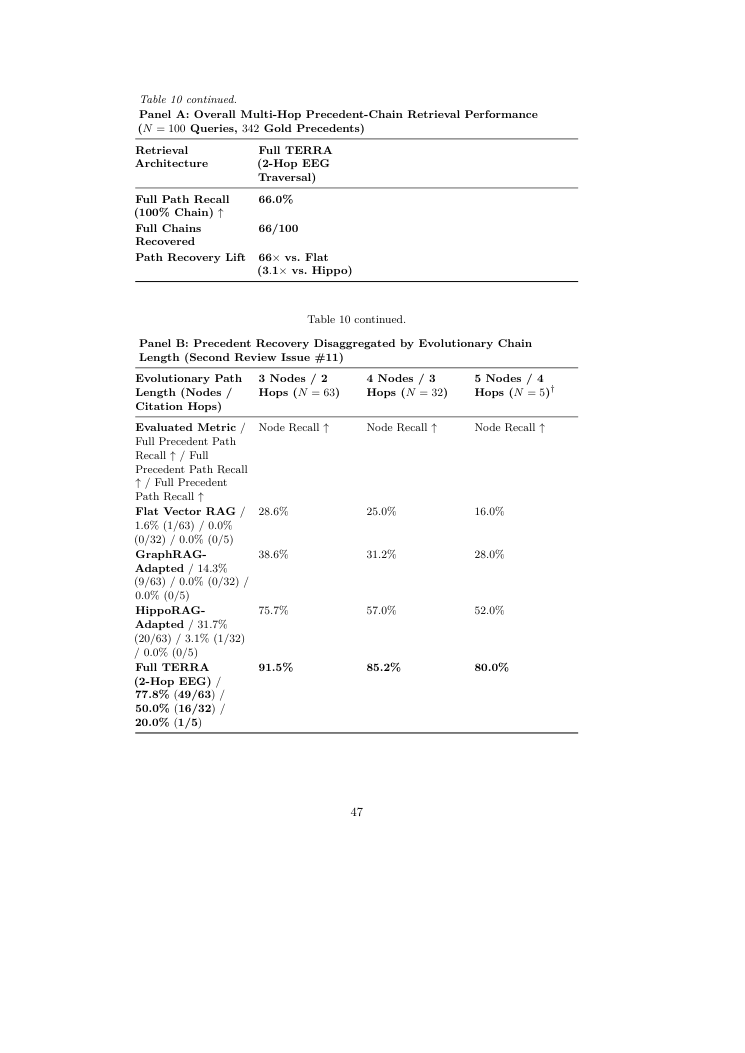 Table 10 continued.
Panel A: Overall Multi-Hop Precedent-Chain Retrieval Performance
(N = 100 Queries, 342 Gold Precedents)
Retrieval Architecture	Full TERRA (2-Hop EEG Traversal)
Full Path Recall (100% Chain) ↑	66.0%
Full Chains Recovered	66/100
Path Recovery Lift	66× vs. Flat (3.1× vs. Hippo)
Table 10 continued.
Panel B: Precedent Recovery Disaggregated by Evolutionary Chain
Length (Second Review Issue #11)
Evolutionary Path Length (Nodes / Citation Hops)	3 Nodes / 2 Hops (N = 63)	4 Nodes / 3 Hops (N = 32)	5 Nodes / 4 Hops (N = 5)†
Evaluated Metric / Full Precedent Path Recall ↑ / Full Precedent Path Recall ↑ / Full Precedent Path Recall ↑	Node Recall ↑	Node Recall ↑	Node Recall ↑
Flat Vector RAG / 1.6% (1/63) / 0.0% (0/32) / 0.0% (0/5)	28.6%	25.0%	16.0%
GraphRAG-Adapted / 14.3% (9/63) / 0.0% (0/32) / 0.0% (0/5)	38.6%	31.2%	28.0%
HippoRAG-Adapted / 31.7% (20/63) / 3.1% (1/32) / 0.0% (0/5)	75.7%	57.0%	52.0%
Full TERRA (2-Hop EEG) / 77.8% (49/63) / 50.0% (16/32) / 20.0% (1/5)	91.5%	85.2%	80.0%
47